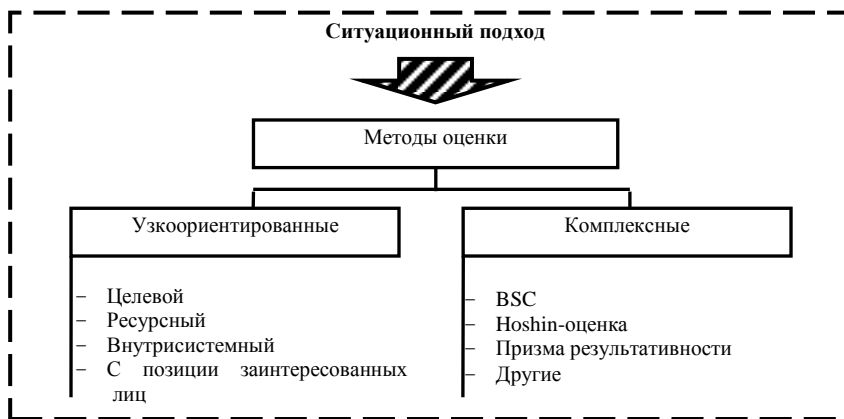 Ситуационный подход
Методы оценки
Узкоориентированные
Комплексные
– Целевой
– Ресурсный
– Внутрисистемный
– С позиции заинтересованных
лиц
– BSC
– Hoshin-оценка
– Призма результативности
– Другие